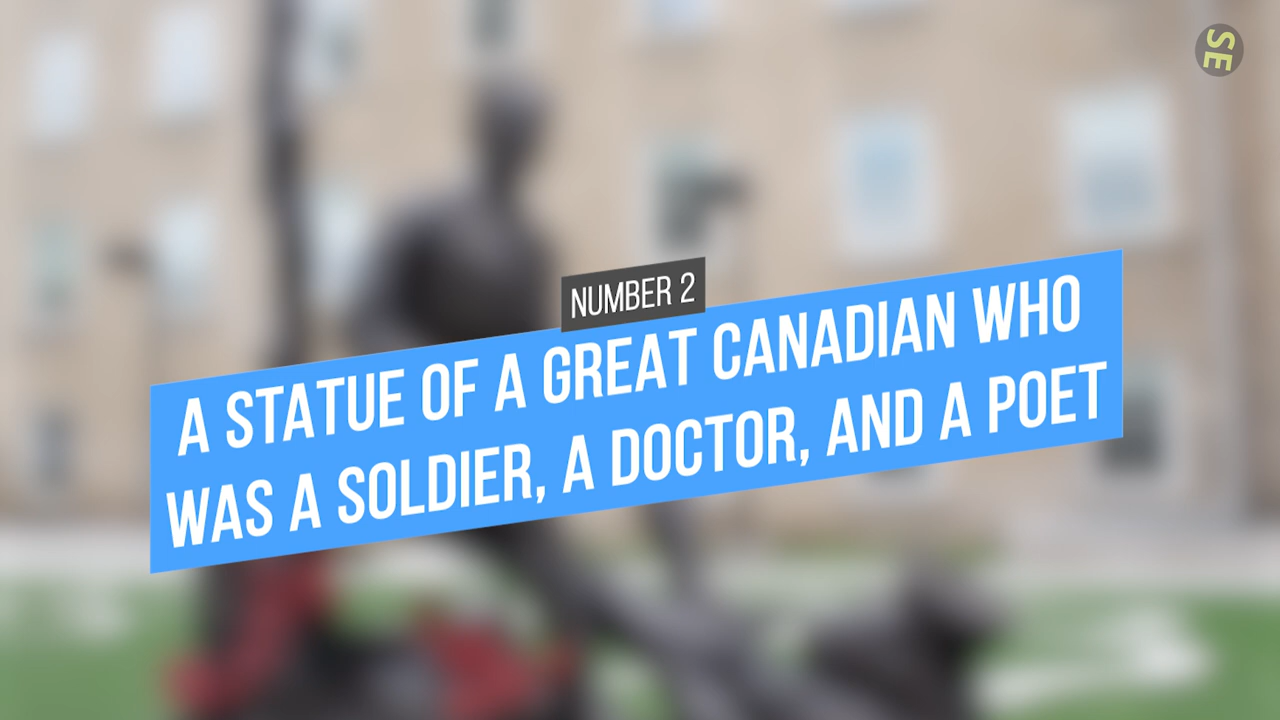 SE
NUMBER 2
A STATUE OF A GREAT CANADIAN WHO
WAS A SOLDIER, A DOCTOR, AND A POET